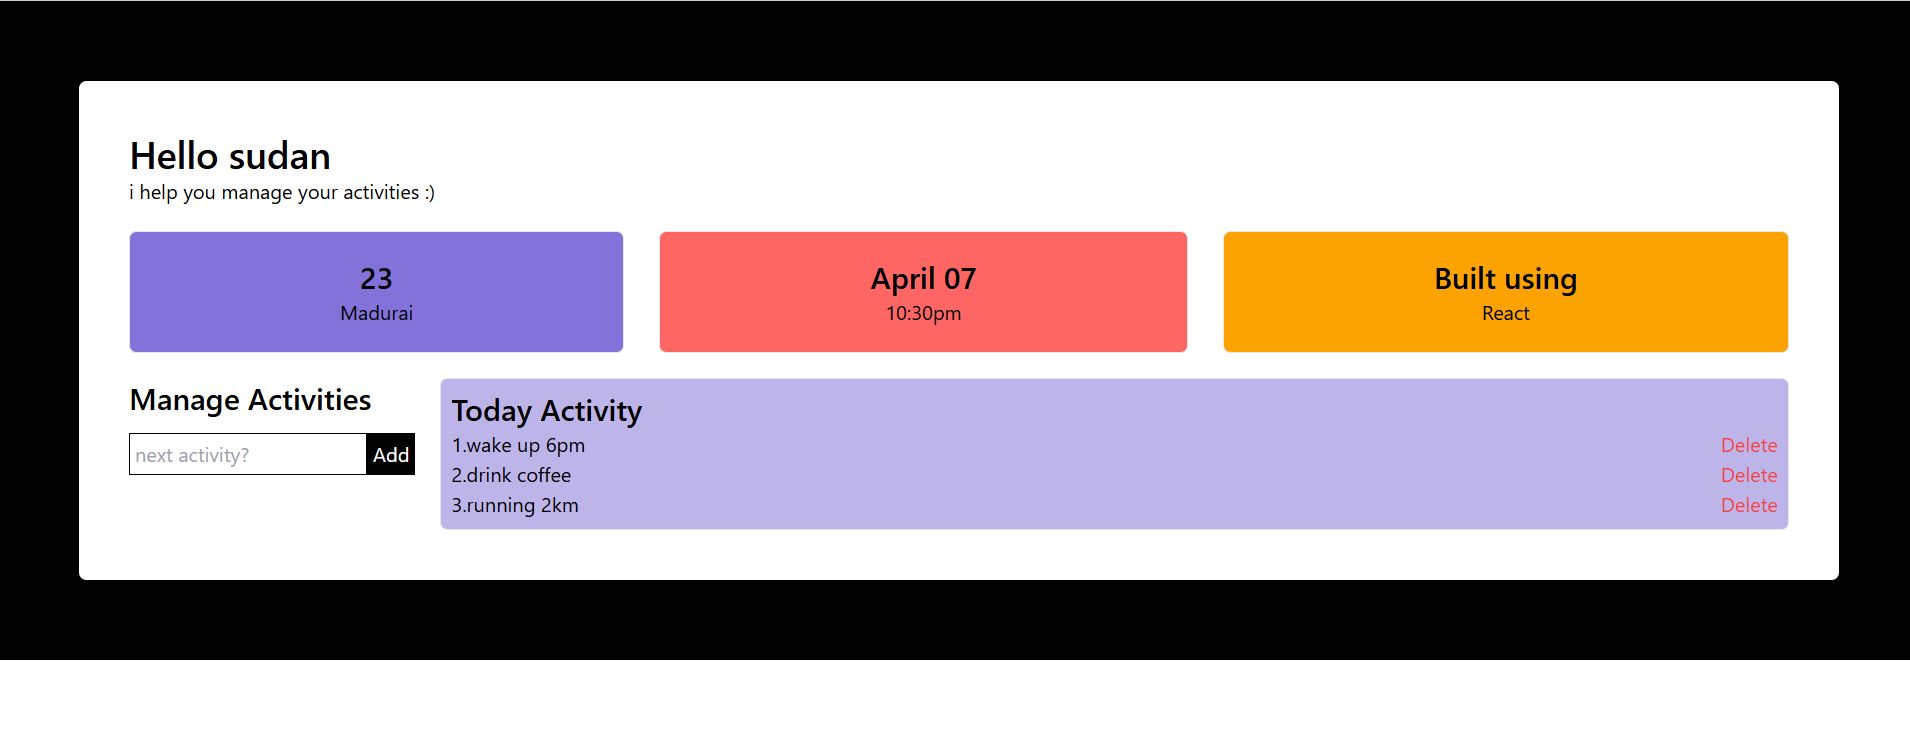 Hello sudan
i help you manage your activities :)
23
Madurai
April 07
10:30pm
Built using
React
Manage Activities
next activity?
Add
Today Activity
1.wake up 6pm Delete
2.drink coffee Delete
3.running 2km Delete